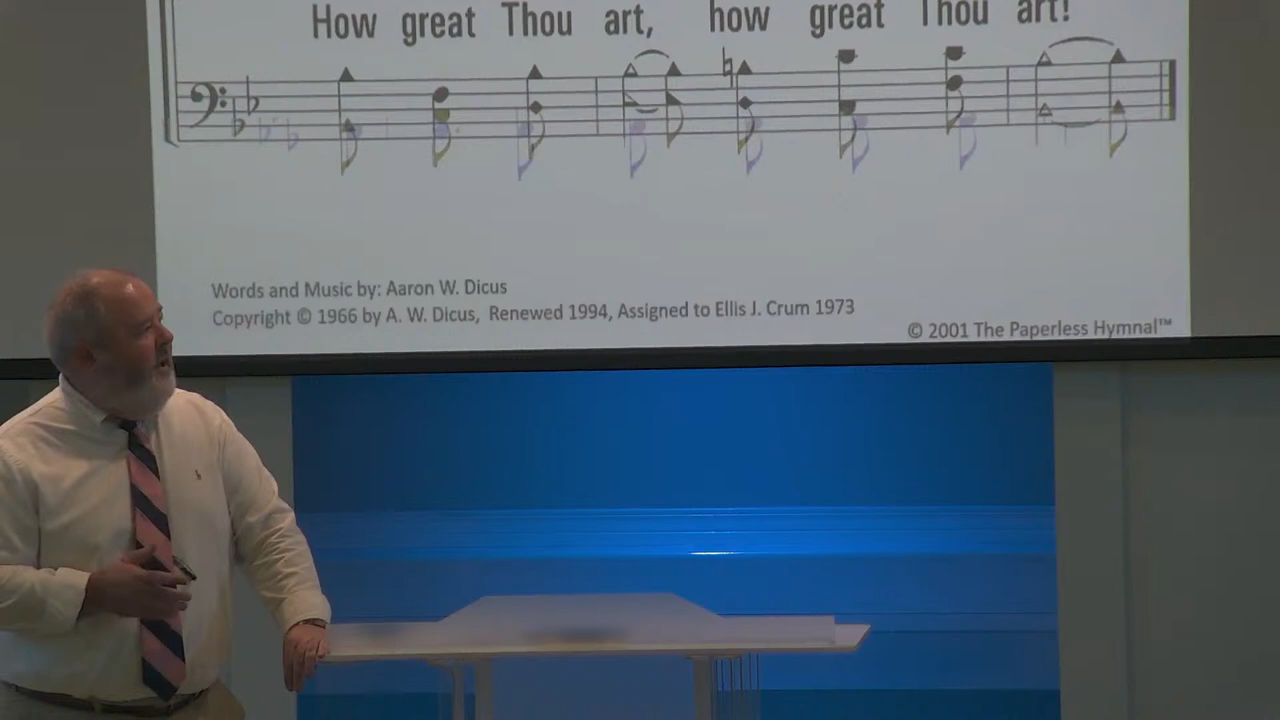 How great Thou art, how great Thou art!
Words and Music by: Aaron W. Dicus
Copyright © 1966 by A. W. Dicus, Renewed 1994, Assigned to Ellis J. Crum 1973
© 2001 The Paperless Hymnal™